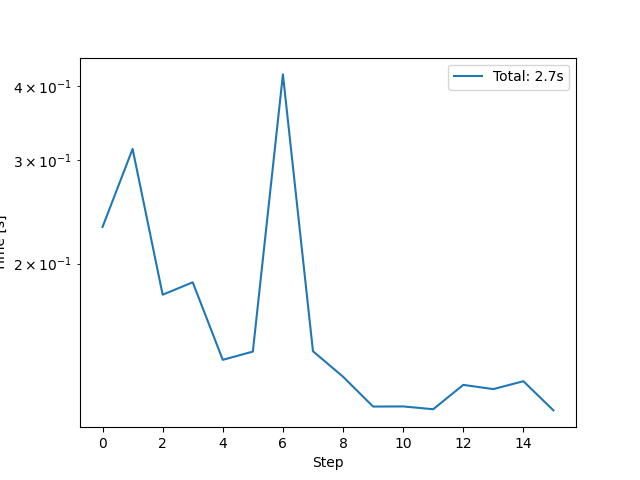 Total: 2.7s
4 × 10⁻¹
3 × 10⁻¹
2 × 10⁻¹
[s]
0 2 4 6 8 10 12 14
Step